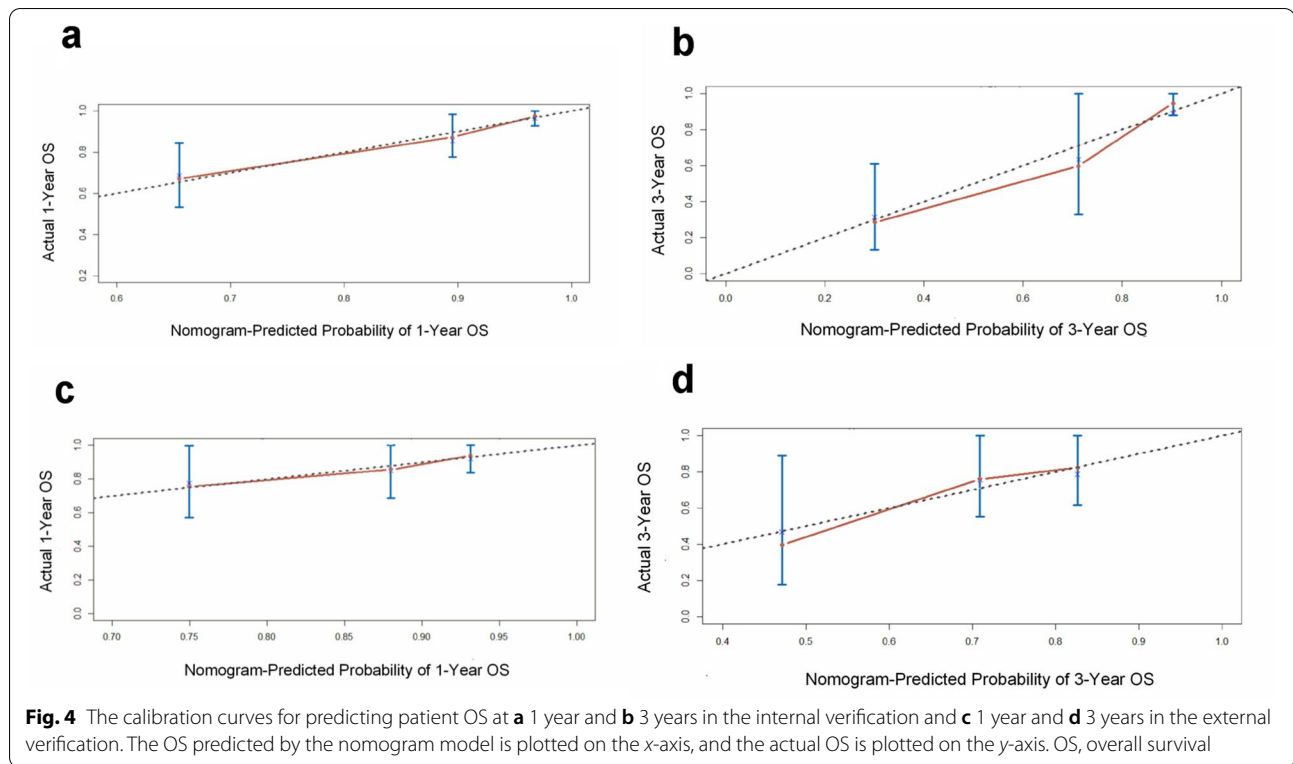 a
Actual 1-Year OS
1.0
0.8
0.6
0.4
0.2
0.6 0.7 0.8 0.9 1.0
Nomogram-Predicted Probability of 1-Year OS
b
Actual 3-Year OS
1.0
0.8
0.6
0.4
0.2
0.0
0.0 0.2 0.4 0.6 0.8 1.0
Nomogram-Predicted Probability of 3-Year OS
c
Actual 1-Year OS
1.0
0.8
0.6
0.4
0.2
0.0
0.70 0.75 0.80 0.85 0.90 0.95 1.00
Nomogram-Predicted Probability of 1-Year OS
d
Actual 3-Year OS
1.0
0.8
0.6
0.4
0.2
0.0
0.4 0.5 0.6 0.7 0.8 0.9 1.0
Nomogram-Predicted Probability of 3-Year OS
Fig. 4 The calibration curves for predicting patient OS at a 1 year and b 3 years in the internal verification and c 1 year and d 3 years in the external
verification. The OS predicted by the nomogram model is plotted on the x-axis, and the actual OS is plotted on the y-axis. OS, overall survival